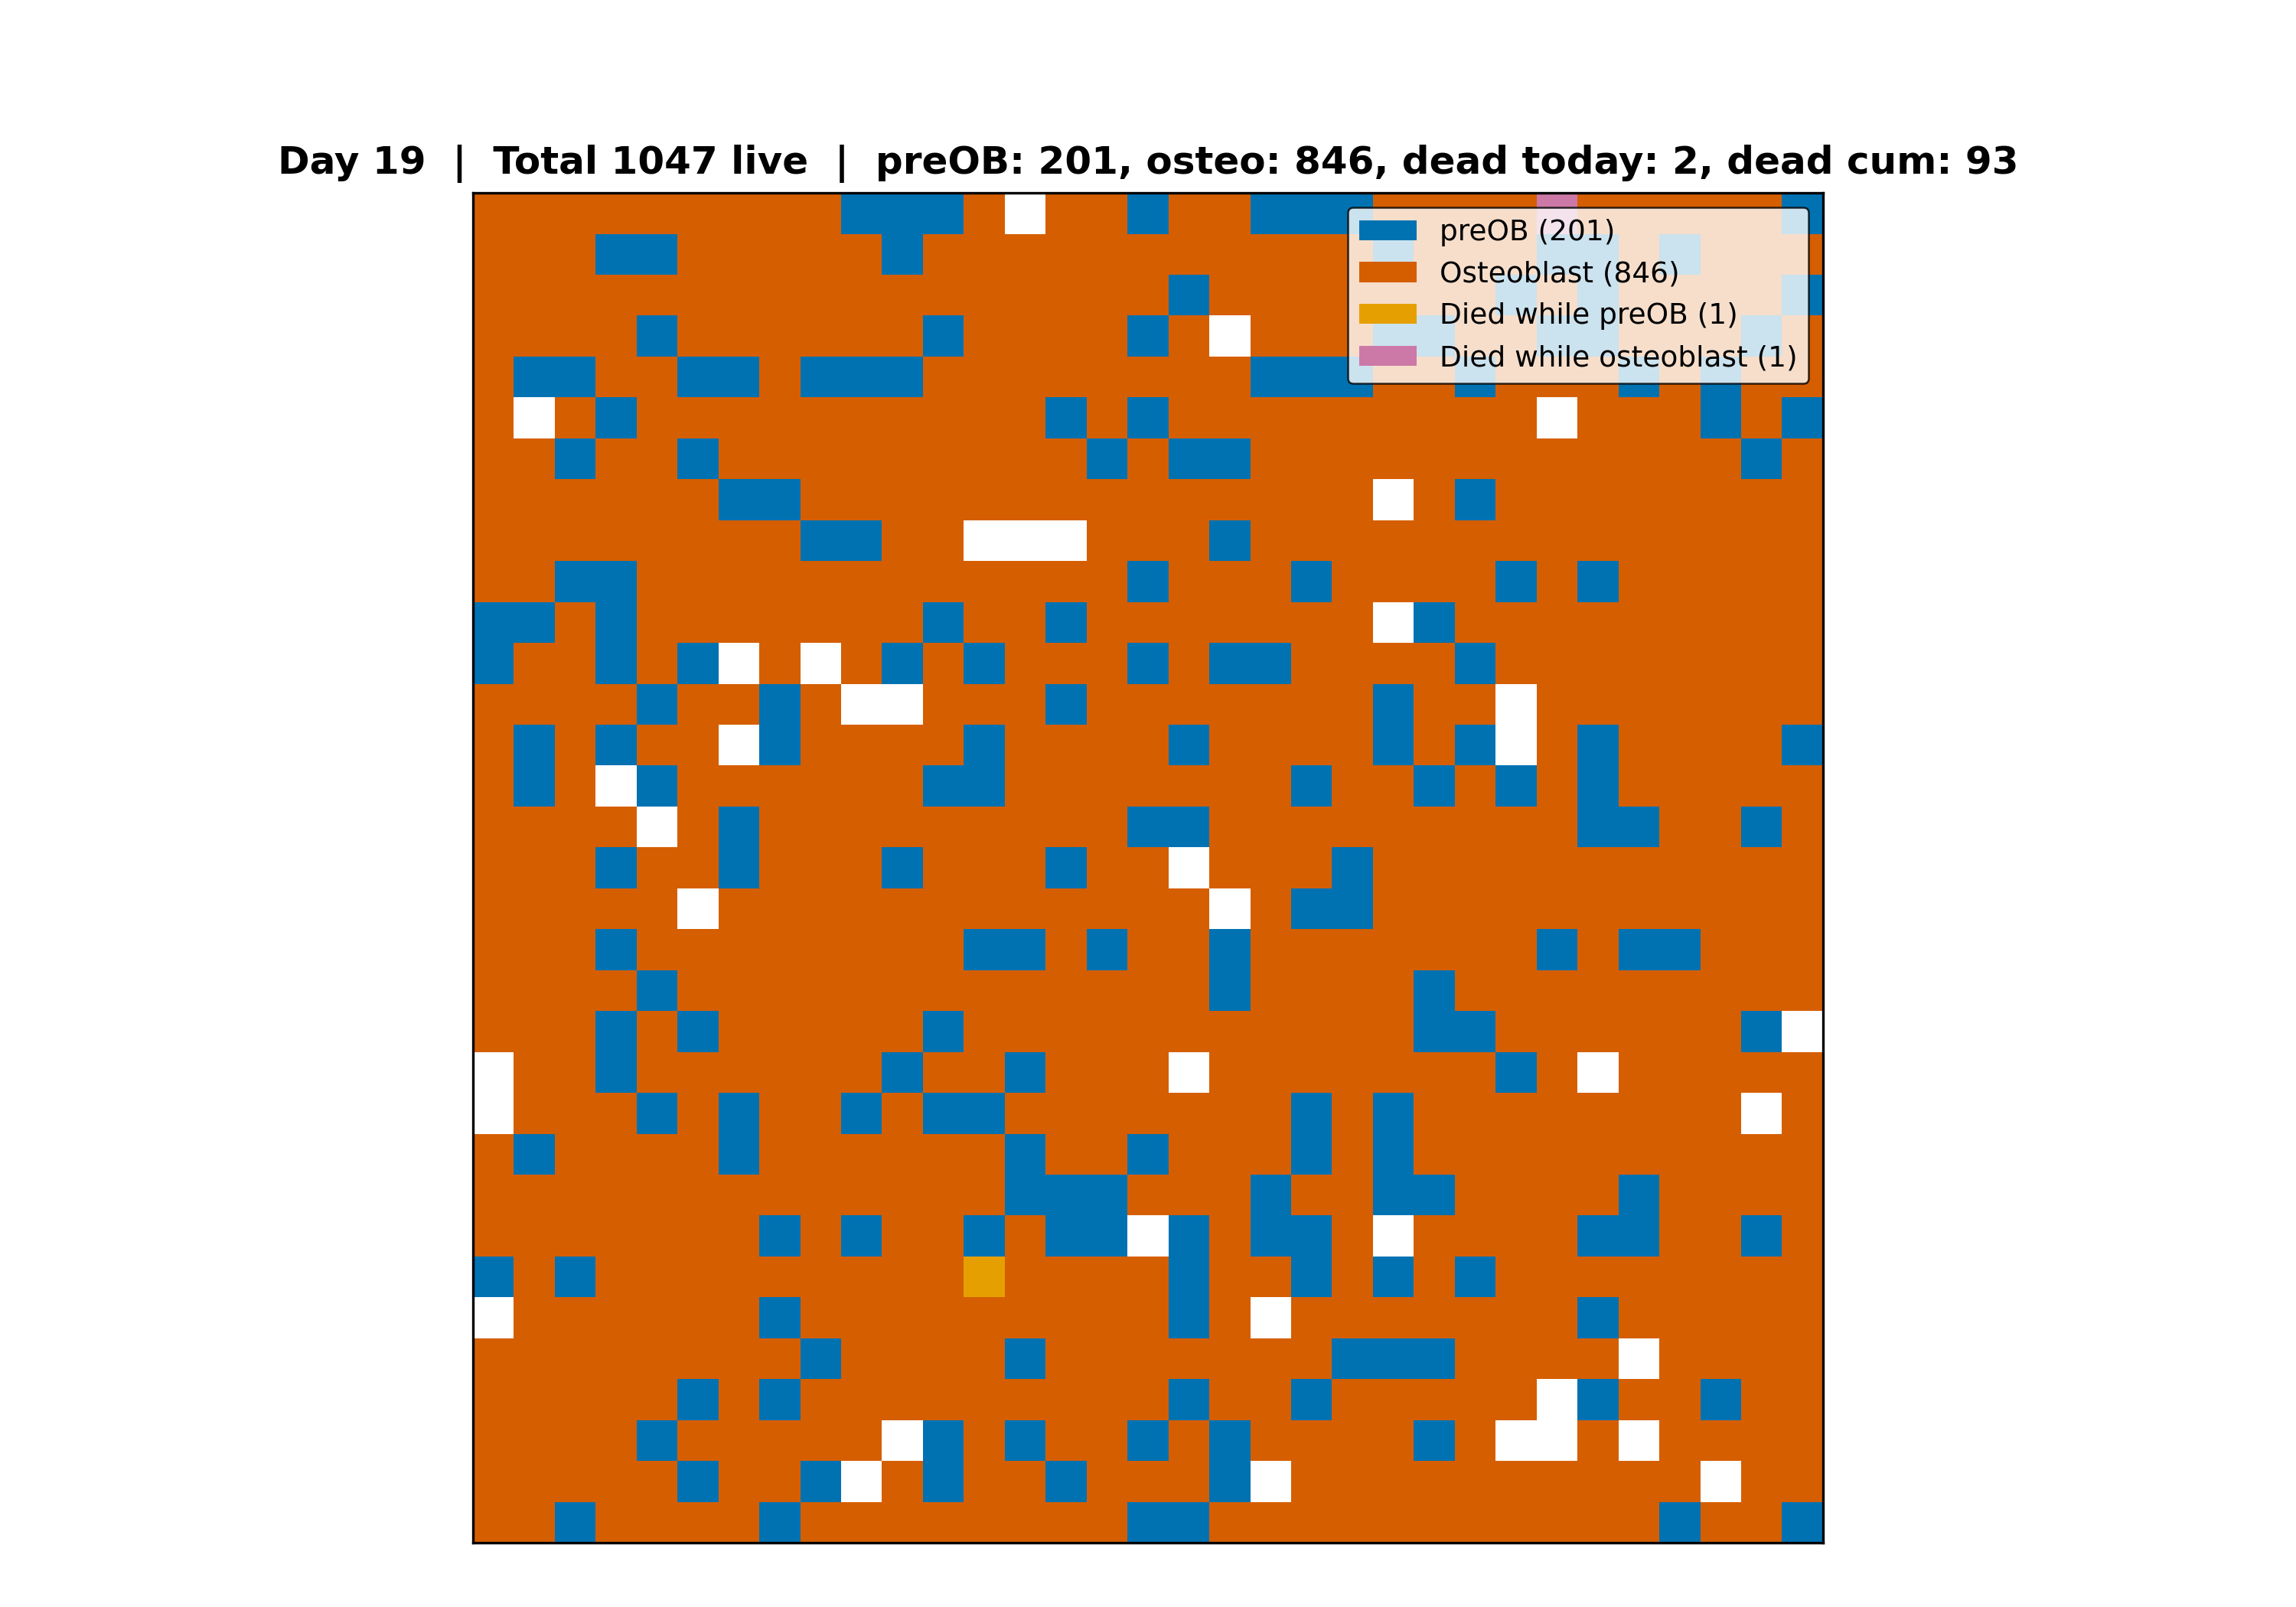 Day 19 | Total 1047 live | preOB: 201, osteo: 846, dead today: 2, dead cum: 93
preOB (201)
Osteoblast (846)
Died while preOB (1)
Died while osteoblast (1)